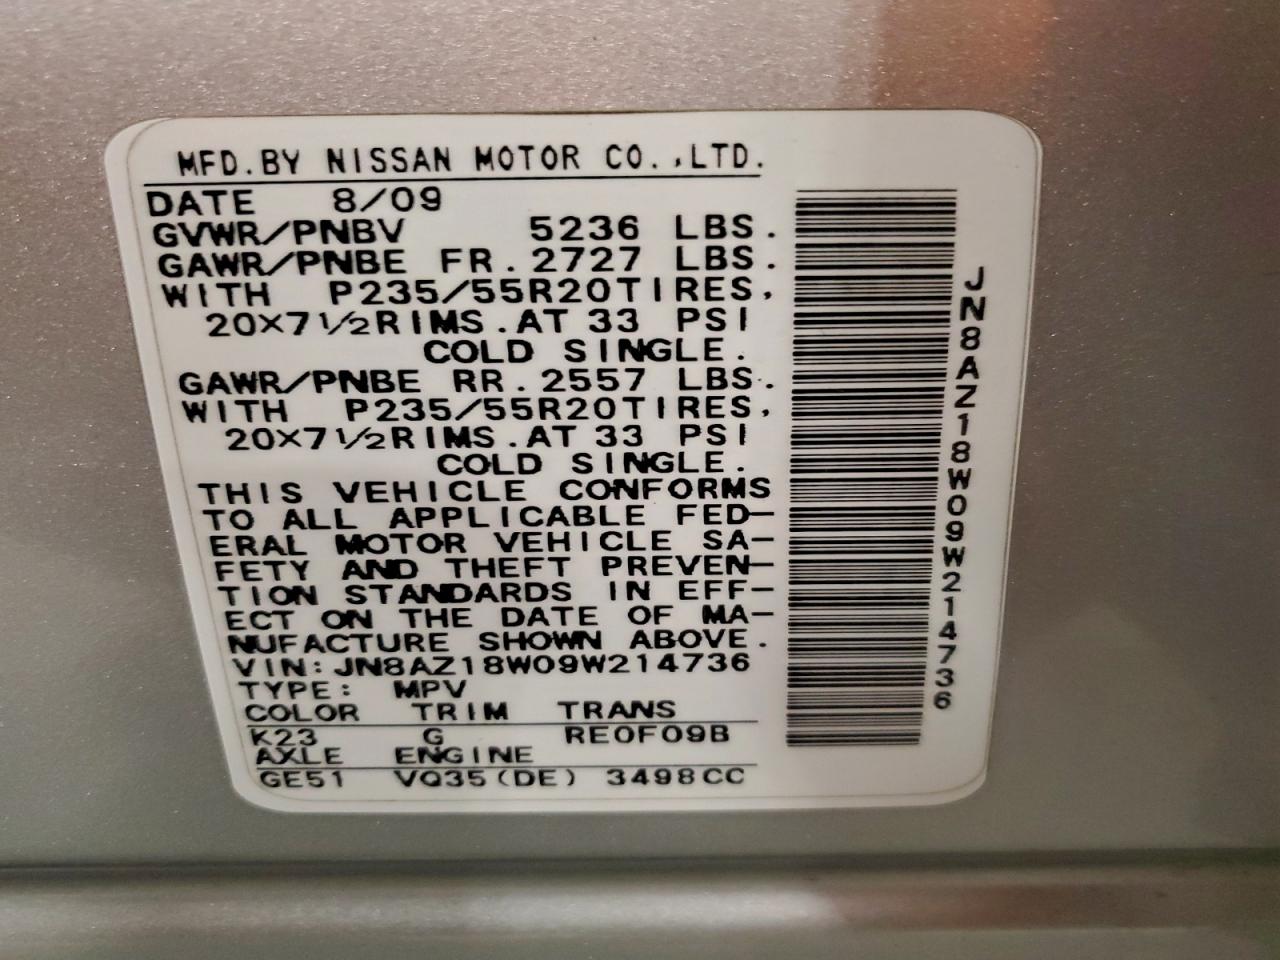 MFD.BY NISSAN MOTOR CO.,LTD.
DATE 8/09
GVWR/PNBV 5236 LBS.
GAWR/PNBE FR.2727 LBS.
WITH P235/55R20TIRES,
20×7½RIMS.AT 33 PSI
COLD SINGLE.
GAWR/PNBE RR.2557 LBS.
WITH P235/55R20TIRES,
20×7½RIMS.AT 33 PSI
COLD SINGLE.
THIS VEHICLE CONFORMS
TO ALL APPLICABLE FED-
ERAL MOTOR VEHICLE SA-
FETY AND THEFT PREVEN-
TION STANDARDS IN EFF-
ECT ON THE DATE OF MA-
NUFACTURE SHOWN ABOVE.
VIN:JN8AZ18W09W214736
TYPE: MPV
COLOR TRIM TRANS
K23 G RE0F09B
AXLE ENGINE
GE51 VQ35(DE) 3498CC
JN8AZ18W09W214736